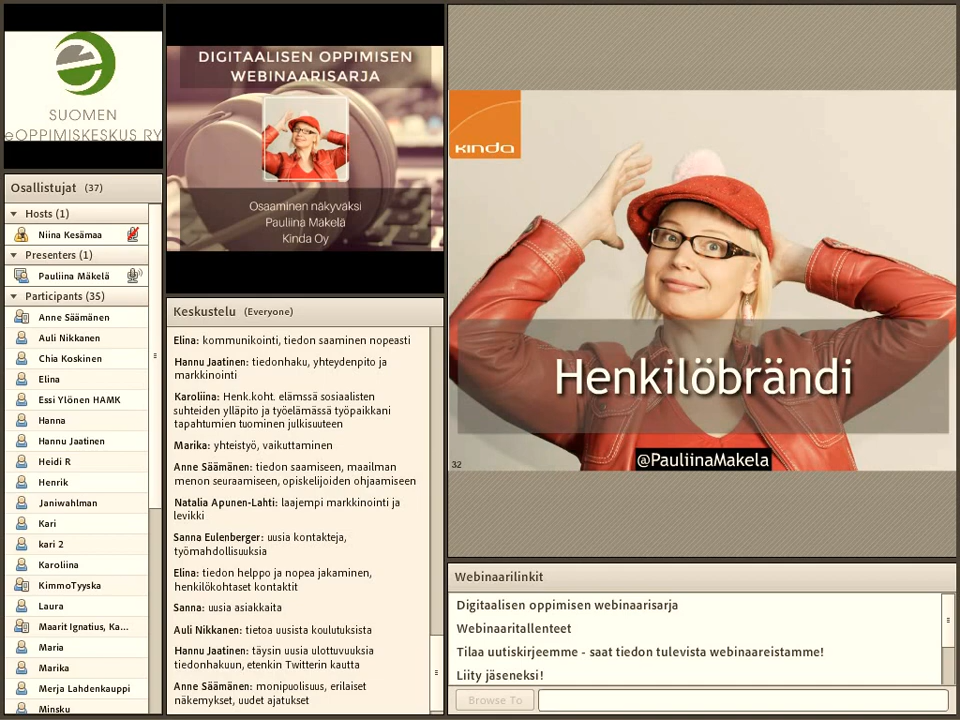 SUOMEN
eOPPIMISKESKUS RY
Osallistujat (37)
Hosts (1)
Niina Kesämaa
Presenters (1)
Pauliina Mäkelä
Participants (35)
Anne Säämänen
Auli Nikkanen
Chia Koskinen
Elina
Essi Ylönen HAMK
Hanna
Hannu Jaatinen
Heidi R
Henrik
Janiwahlman
Kari
kari 2
Karoliina
KimmoTyyska
Laura
Maarit Ignatius, Ka...
Maria
Marika
Merja Lahdenkauppi
Minsku
DIGITAALISEN OPPIMISEN
WEBINAARISARJA
Osaaminen näkyväksi
Pauliina Mäkelä
Kinda Oy
Keskustelu (Everyone)
Elina: kommunikointi, tiedon saaminen nopeasti
Hannu Jaatinen: tiedonhaku, yhteydenpito ja
markkinointi
Karoliina: Henk.koht. elämssä sosiaalisten
suhteiden ylläpito ja työelämässä työpaikkani
tapahtumien tuominen julkisuuteen
Marika: yhteistyö, vaikuttaminen
Anne Säämänen: tiedon saamiseen, maailman
menon seuraamiseen, opiskelijoiden ohjaamiseen
Natalia Apunen-Lahti: laajempi markkinointi ja
levikki
Sanna Eulenberger: uusia kontakteja,
työmahdollisuuksia
Elina: tiedon helppo ja nopea jakaminen,
henkilökohtaset kontaktit
Sanna: uusia asiakkaita
Auli Nikkanen: tietoa uusista koulutuksista
Hannu Jaatinen: täysin uusia ulottuvuuksia
tiedonhakuun, etenkin Twitterin kautta
Anne Säämänen: monipuolisuus, erilaiset
näkemykset, uudet ajatukset
kinda
Henkilöbrändi
32
@PauliinaMakela
Webinaarilinkit
Digitaalisen oppimisen webinaarisarja
Webinaaritallenteet
Tilaa uutiskirjeemme - saat tiedon tulevista webinaareistamme!
Liity jäseneksi!
Browse To